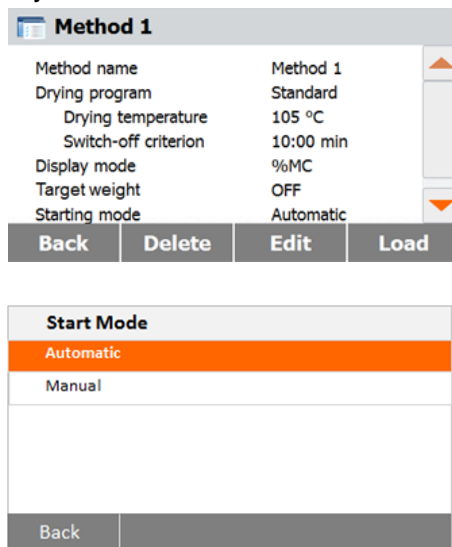 Method 1
Method name Method 1
Drying program Standard
Drying temperature 105 °C
Switch-off criterion 10:00 min
Display mode %MC
Target weight OFF
Starting mode Automatic
Back Delete Edit Load
Start Mode
Automatic
Manual
Back